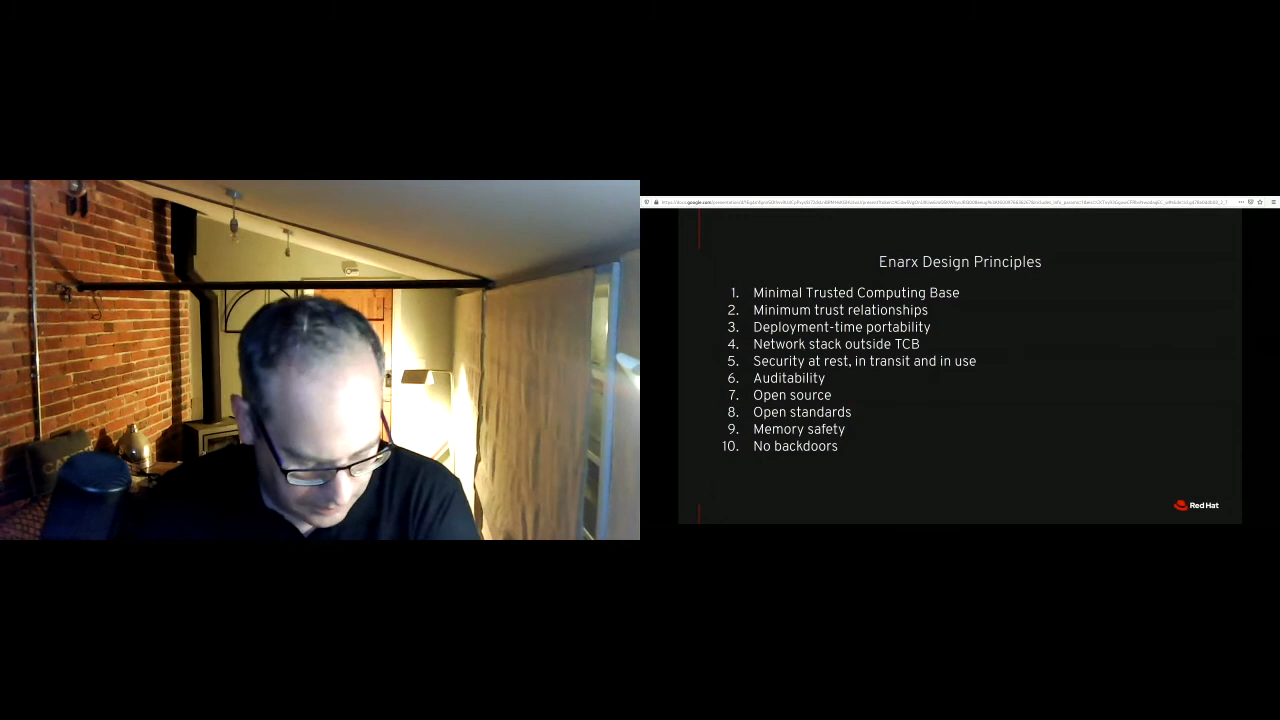 Enarx Design Principles
1. Minimal Trusted Computing Base
2. Minimum trust relationships
3. Deployment-time portability
4. Network stack outside TCB
5. Security at rest, in transit and in use
6. Auditability
7. Open source
8. Open standards
9. Memory safety
10. No backdoors
Red Hat